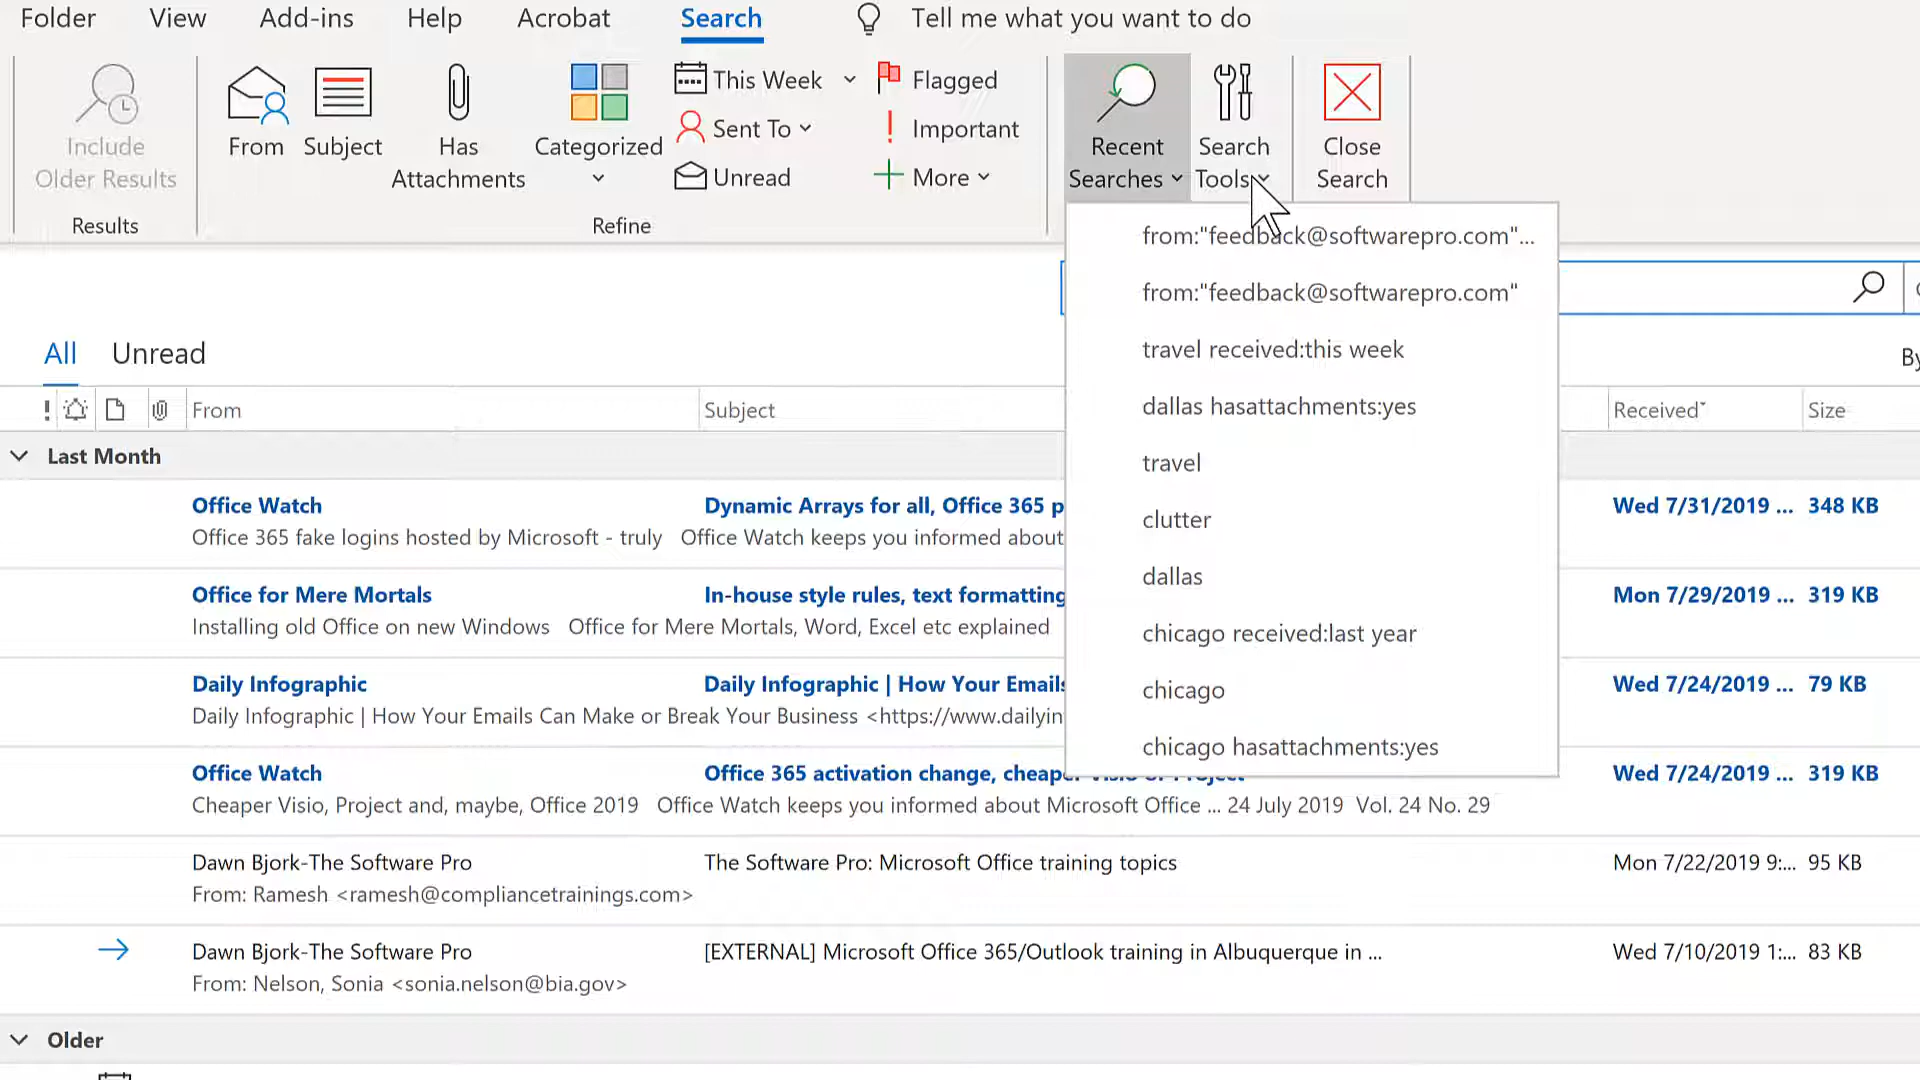 Folder View Add-ins Help Acrobat Search Tell me what you want to do
Include
Older Results
Results
From
Subject
Has
Attachments
Categorized
This Week
Sent To
Unread
Flagged
Important
More
Refine
Recent
Searches
Search
Tools
Close
Search
from:"feedback@softwarepro.com"...
from:"feedback@softwarepro.com"
travel received:this week
dallas hasattachments:yes
travel
clutter
dallas
chicago received:last year
chicago
chicago hasattachments:yes
All Unread
By
From Subject Received Size
Last Month
Office Watch Dynamic Arrays for all, Office 365 p Wed 7/31/2019 ... 348 KB
Office 365 fake logins hosted by Microsoft - truly Office Watch keeps you informed about
Office for Mere Mortals In-house style rules, text formatting Mon 7/29/2019 ... 319 KB
Installing old Office on new Windows Office for Mere Mortals, Word, Excel etc explained
Daily Infographic Daily Infographic | How Your Emails Wed 7/24/2019 ... 79 KB
Daily Infographic | How Your Emails Can Make or Break Your Business <https://www.dailyin
Office Watch Office 365 activation change, cheaper Visio or Project Wed 7/24/2019 ... 319 KB
Cheaper Visio, Project and, maybe, Office 2019 Office Watch keeps you informed about Microsoft Office ... 24 July 2019 Vol. 24 No. 29
Dawn Bjork-The Software Pro The Software Pro: Microsoft Office training topics Mon 7/22/2019 9:... 95 KB
From: Ramesh <ramesh@compliancetrainings.com>
Dawn Bjork-The Software Pro [EXTERNAL] Microsoft Office 365/Outlook training in Albuquerque in ... Wed 7/10/2019 1:... 83 KB
From: Nelson, Sonia <sonia.nelson@bia.gov>
Older